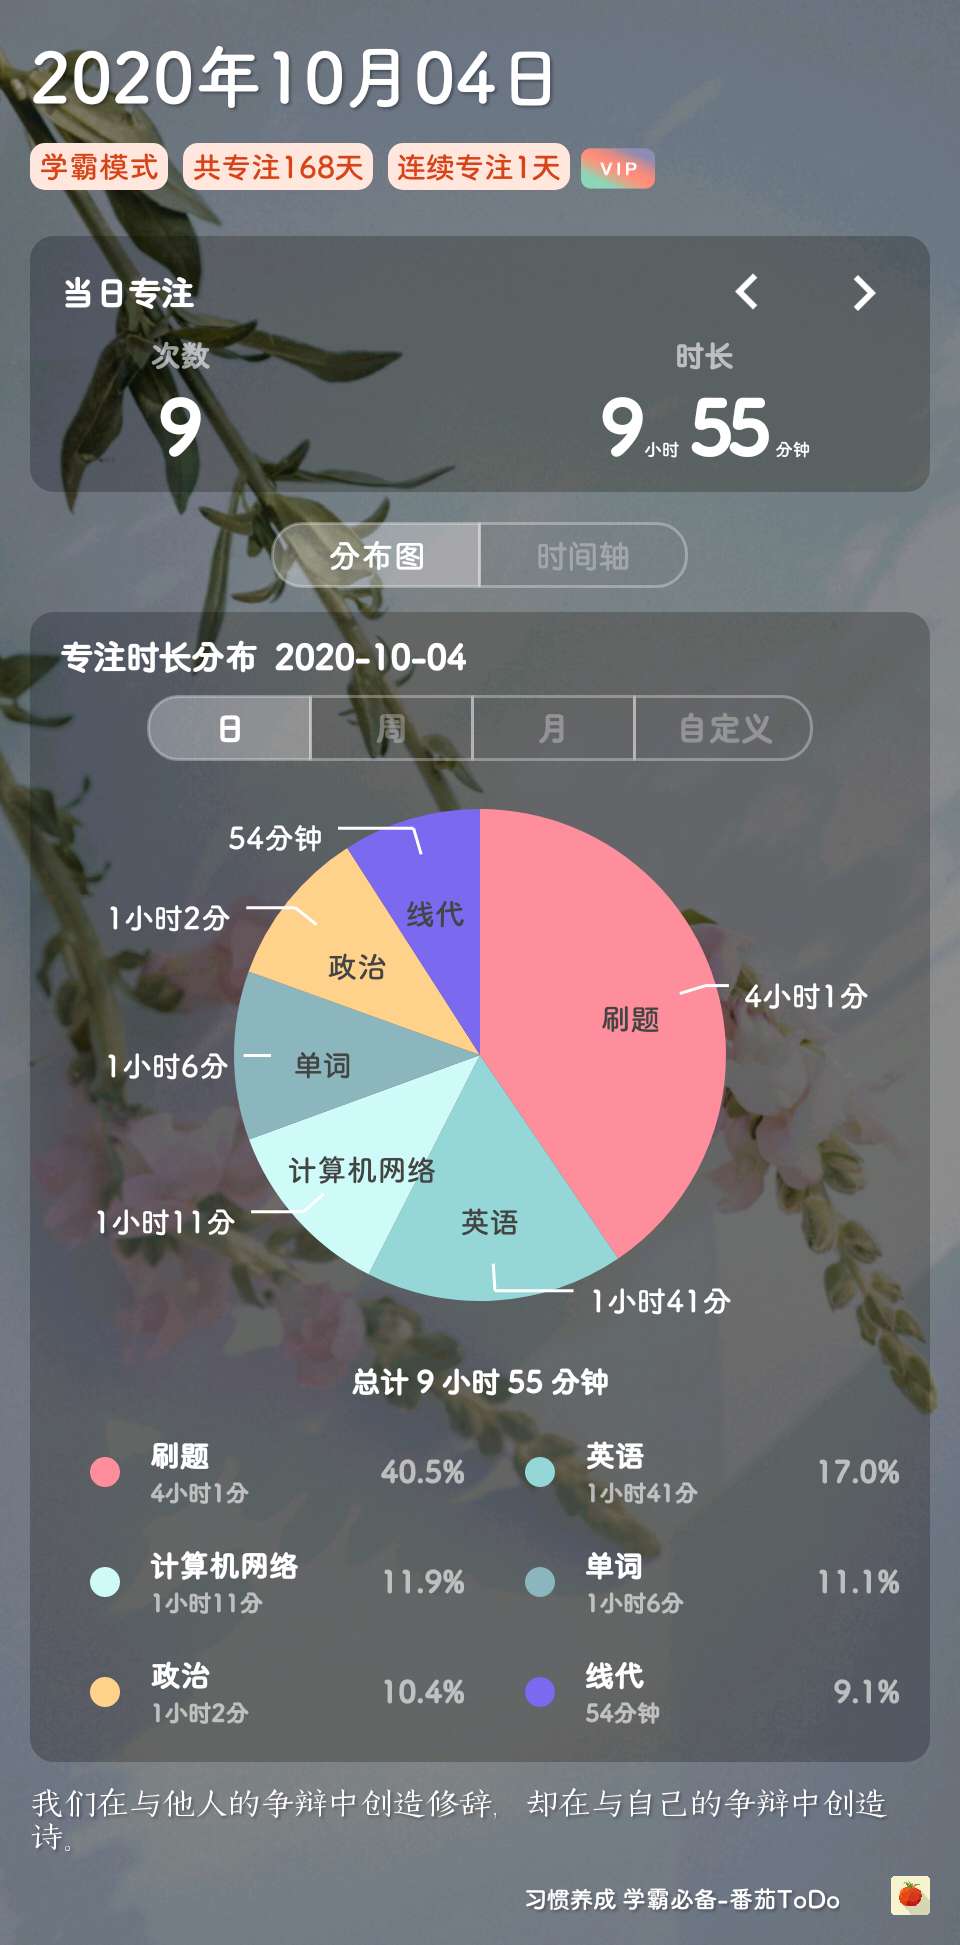 2020年10月04日
学霸模式 共专注168天 连续专注1天 VIP
当日专注
次数 时长
9 9小时 55分钟
分布图 时间轴
专注时长分布 2020-10-04
日 周 月 自定义
54分钟
线代
1小时2分
政治
4小时1分
刷题
1小时6分
单词
计算机网络
1小时11分
英语
1小时41分
总计 9 小时 55 分钟
刷题 40.5% 英语 17.0%
4小时1分 1小时41分
计算机网络 11.9% 单词 11.1%
1小时11分 1小时6分
政治 10.4% 线代 9.1%
1小时2分 54分钟
我们在与他人的争辩中创造修辞, 却在与自己的争辩中创造
诗。
习惯养成 学霸必备-番茄ToDo